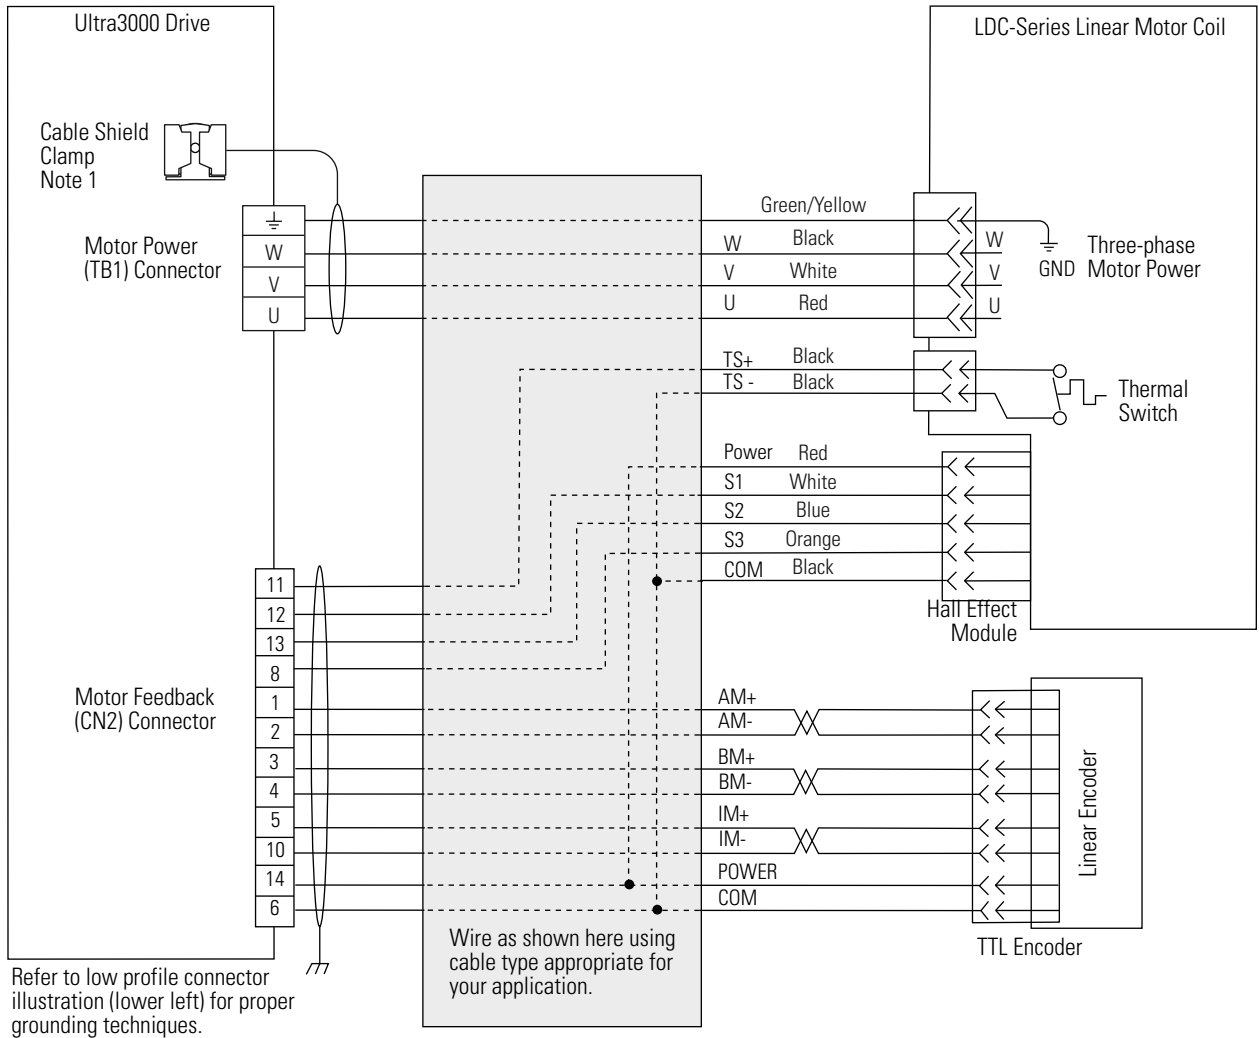 Ultra3000 Drive
LDC-Series Linear Motor Coil
Cable Shield
Clamp
Note 1
Motor Power
(TB1) Connector
W
V
U
Green/Yellow
W Black
V White
U Red
W
V
U
GND
Three-phase
Motor Power
TS+ Black
TS - Black
Thermal
Switch
Power Red
S1 White
S2 Blue
S3 Orange
COM Black
Hall Effect
Module
Motor Feedback
(CN2) Connector
11
12
13
8
1
2
3
4
5
10
14
6
AM+
AM-
BM+
BM-
IM+
IM-
POWER
COM
Linear Encoder
TTL Encoder
Wire as shown here using
cable type appropriate for
your application.
Refer to low profile connector
illustration (lower left) for proper
grounding techniques.